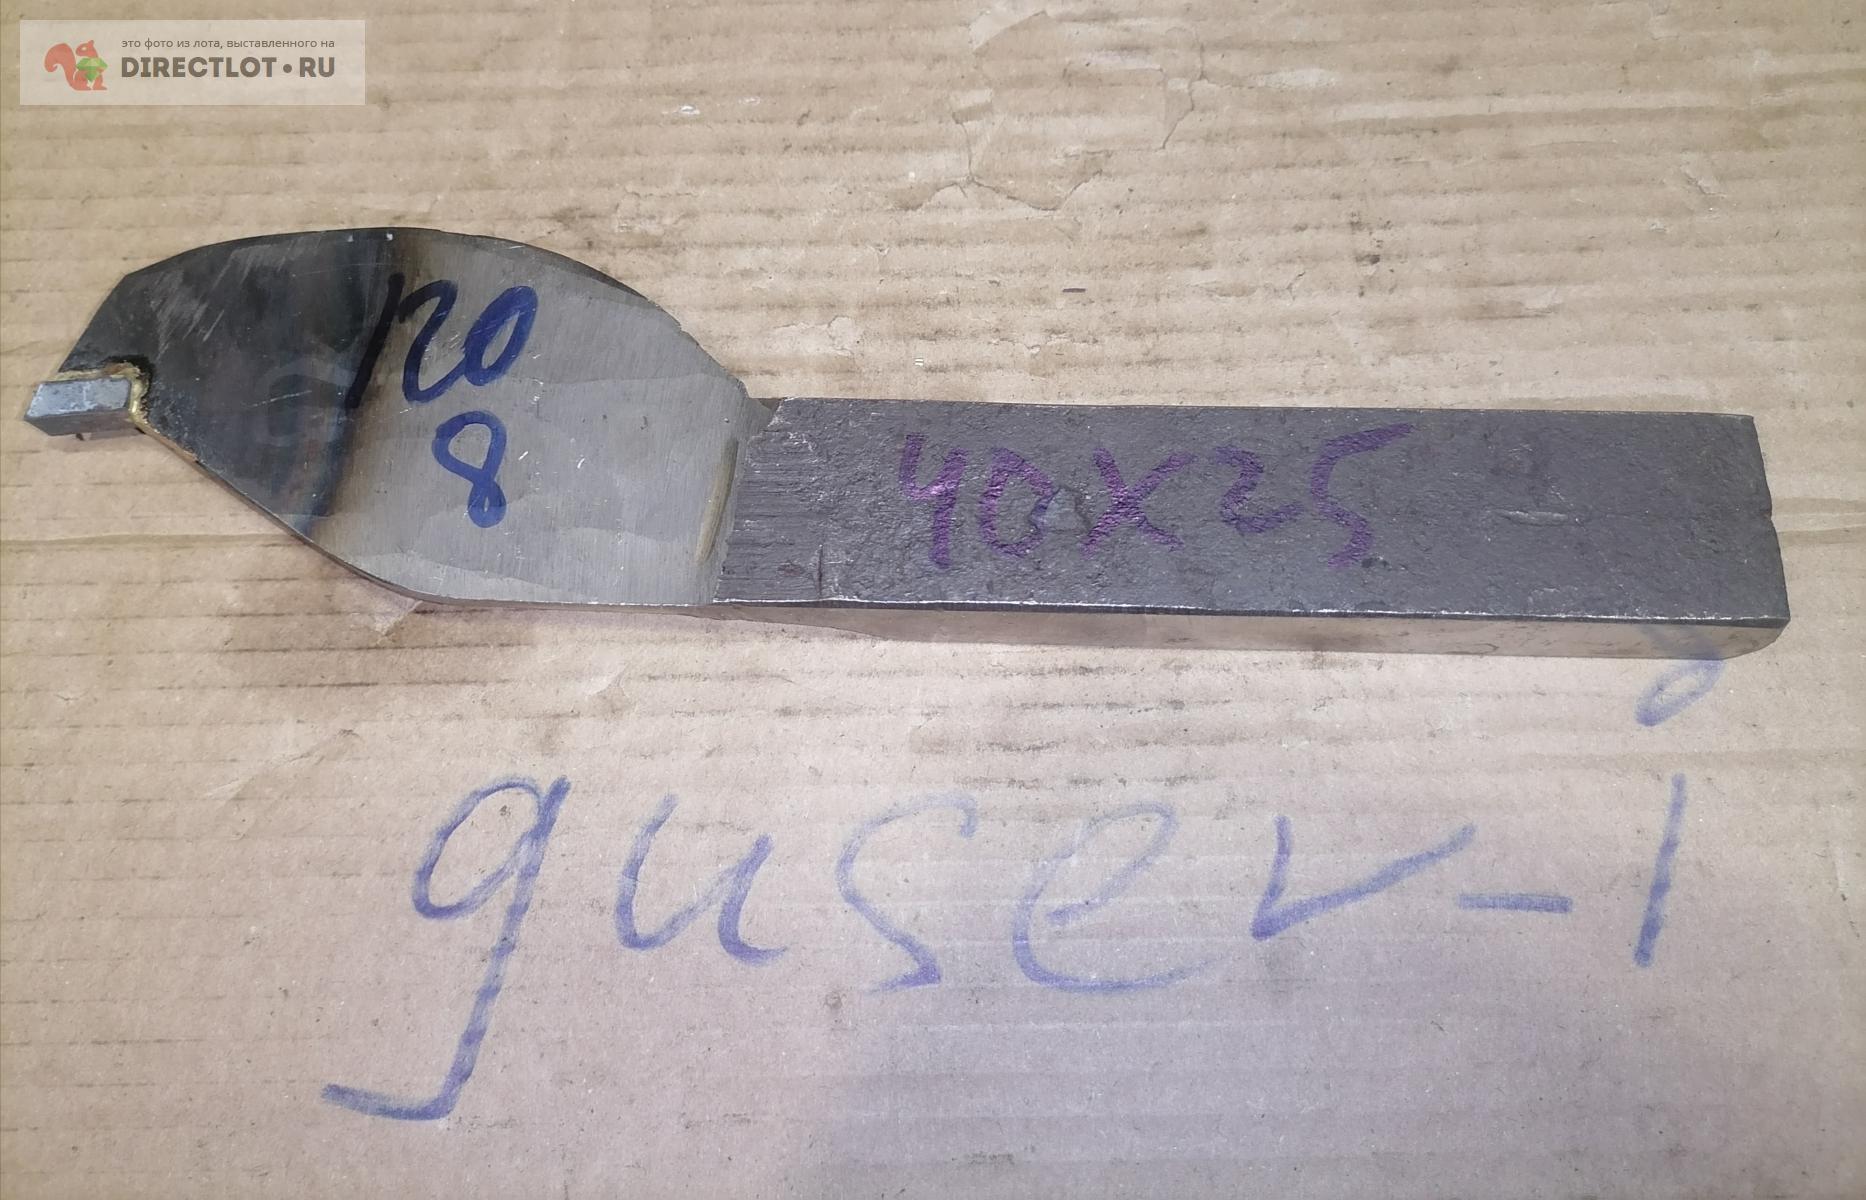 это фото из лота, выставленного на
DIRECTLOT.RU
120
8
40x25
gusev-i